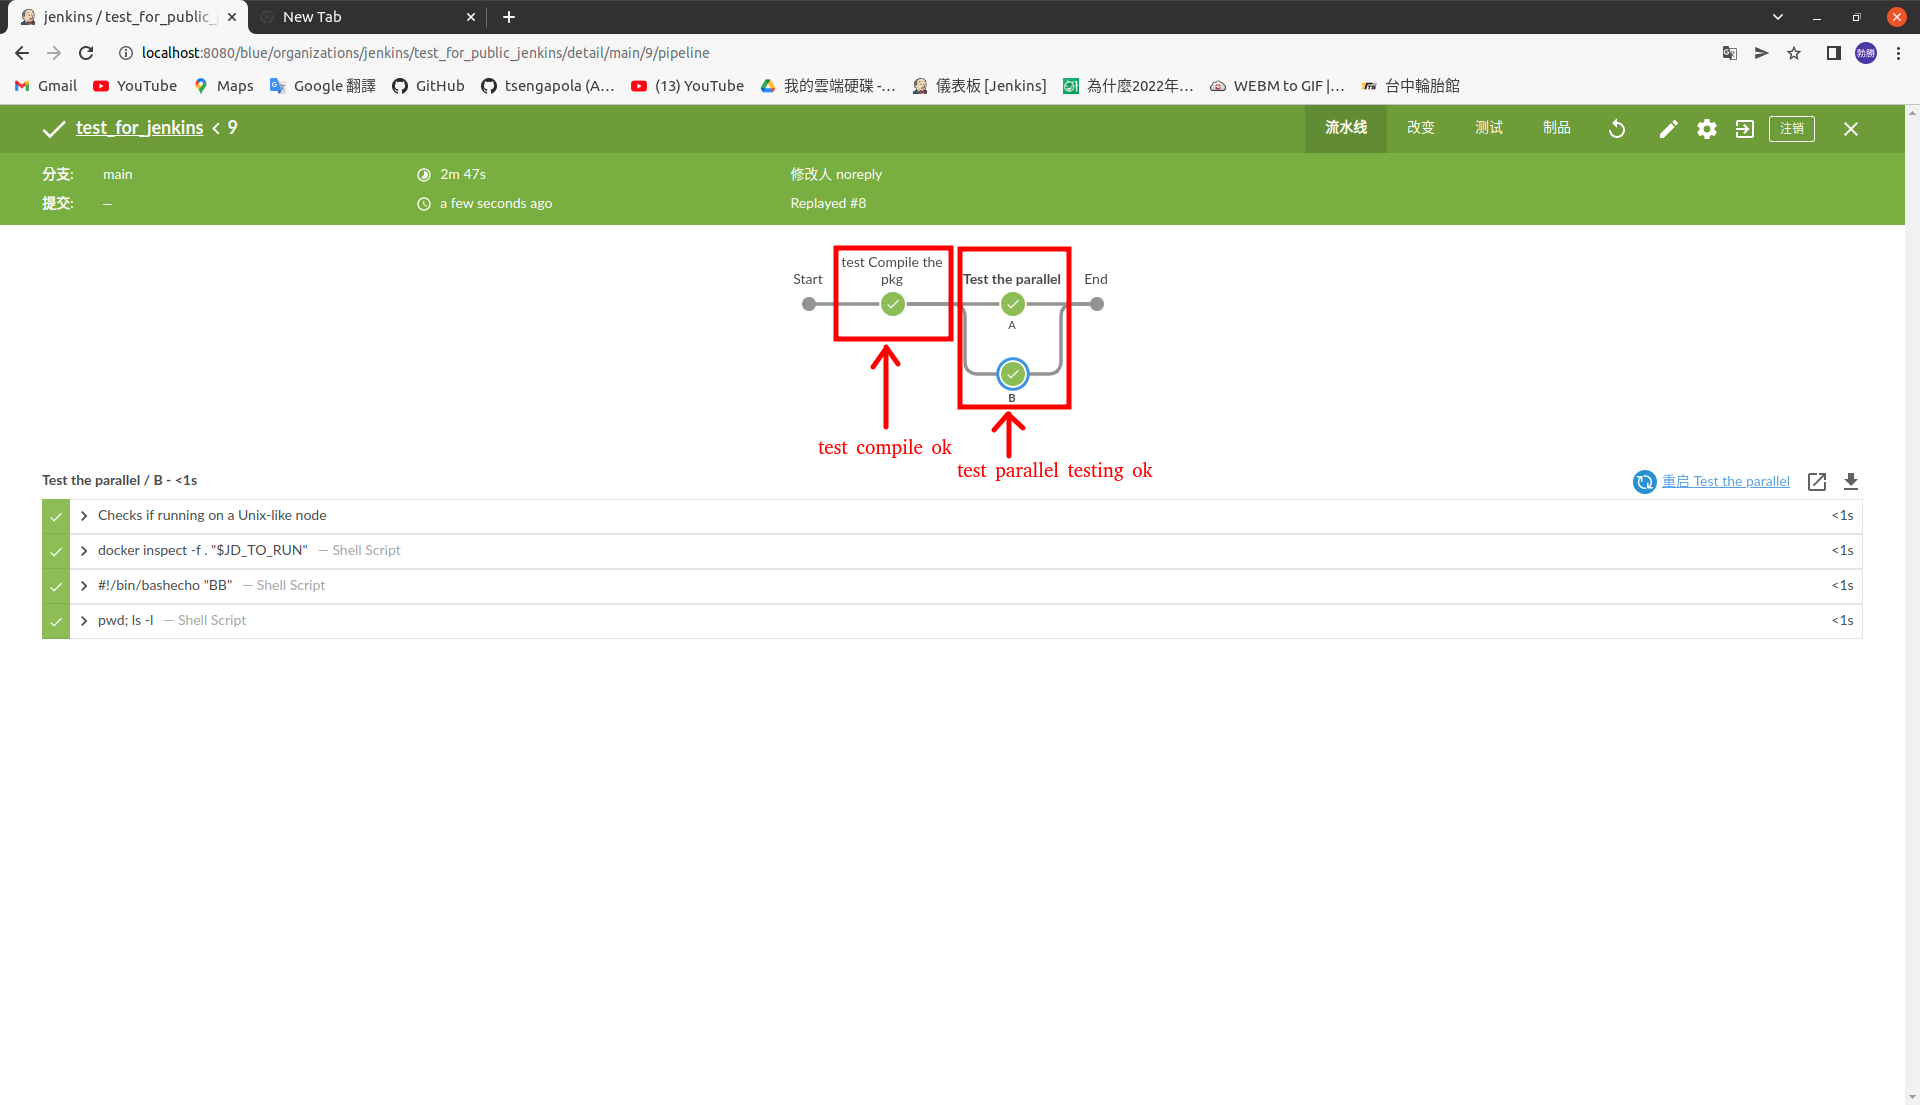 jenkins / test_for_public_
New Tab
localhost:8080/blue/organizations/jenkins/test_for_public_jenkins/detail/main/9/pipeline
勃勝
Gmail YouTube Maps Google 翻譯 GitHub tsengapola (A... (13) YouTube 我的雲端硬碟 -... 儀表板 [Jenkins] 為什麼2022年... WEBM to GIF |... 台中輪胎館
test_for_jenkins < 9
流水线 改变 测试 制品 注销
分支: main 2m 47s 修改人 noreply
提交: — a few seconds ago Replayed #8
test Compile the
Start pkg Test the parallel End
A
B
test compile ok
test parallel testing ok
Test the parallel / B - <1s 重启 Test the parallel
Checks if running on a Unix-like node <1s
docker inspect -f . "$JD_TO_RUN" — Shell Script <1s
#!/bin/bashecho "BB" — Shell Script <1s
pwd; ls -l — Shell Script <1s